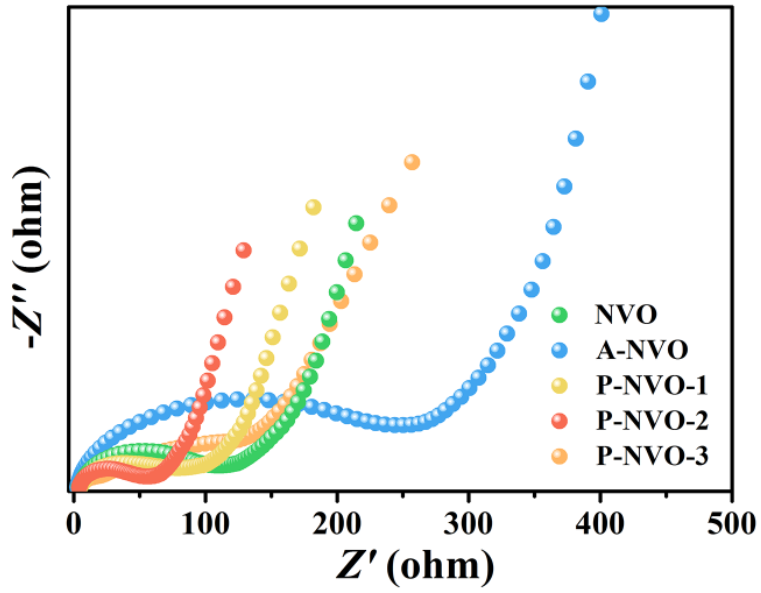 -Z'' (ohm)
NVO
A-NVO
P-NVO-1
P-NVO-2
P-NVO-3
0 100 200 300 400 500
Z' (ohm)